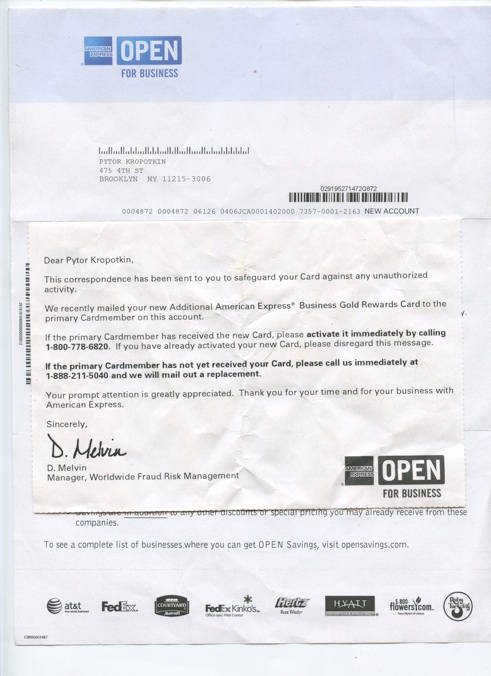 AMERICAN EXPRESS OPEN
FOR BUSINESS
PYTOR KROPOTKIN
475 4TH ST
BROOKLYN NY 11215-3006
029195271472Q872
0004872 0004872 06126 0406JCA0001402000 7357-0001-2163 NEW ACCOUNT
Dear Pytor Kropotkin,
This correspondence has been sent to you to safeguard your Card against any unauthorized
activity.
We recently mailed your new Additional American Express® Business Gold Rewards Card to the
primary Cardmember on this account.
If the primary Cardmember has received the new Card, please activate it immediately by calling
1-800-778-6820. If you have already activated your new Card, please disregard this message.
If the primary Cardmember has not yet received your Card, please call us immediately at
1-888-211-5040 and we will mail out a replacement.
Your prompt attention is greatly appreciated. Thank you for your time and for your business with
American Express.
Sincerely,
D. Melvin
D. Melvin
Manager, Worldwide Fraud Risk Management
AMERICAN EXPRESS OPEN
FOR BUSINESS
savings are in addition to any other discounts or special pricing you may already receive from these
companies.
To see a complete list of businesses where you can get OPEN Savings, visit opensavings.com.
at&t FedEx COURTYARD Marriott FedEx Kinko's Office and Print Center Hertz HYATT 1-800-flowers.com